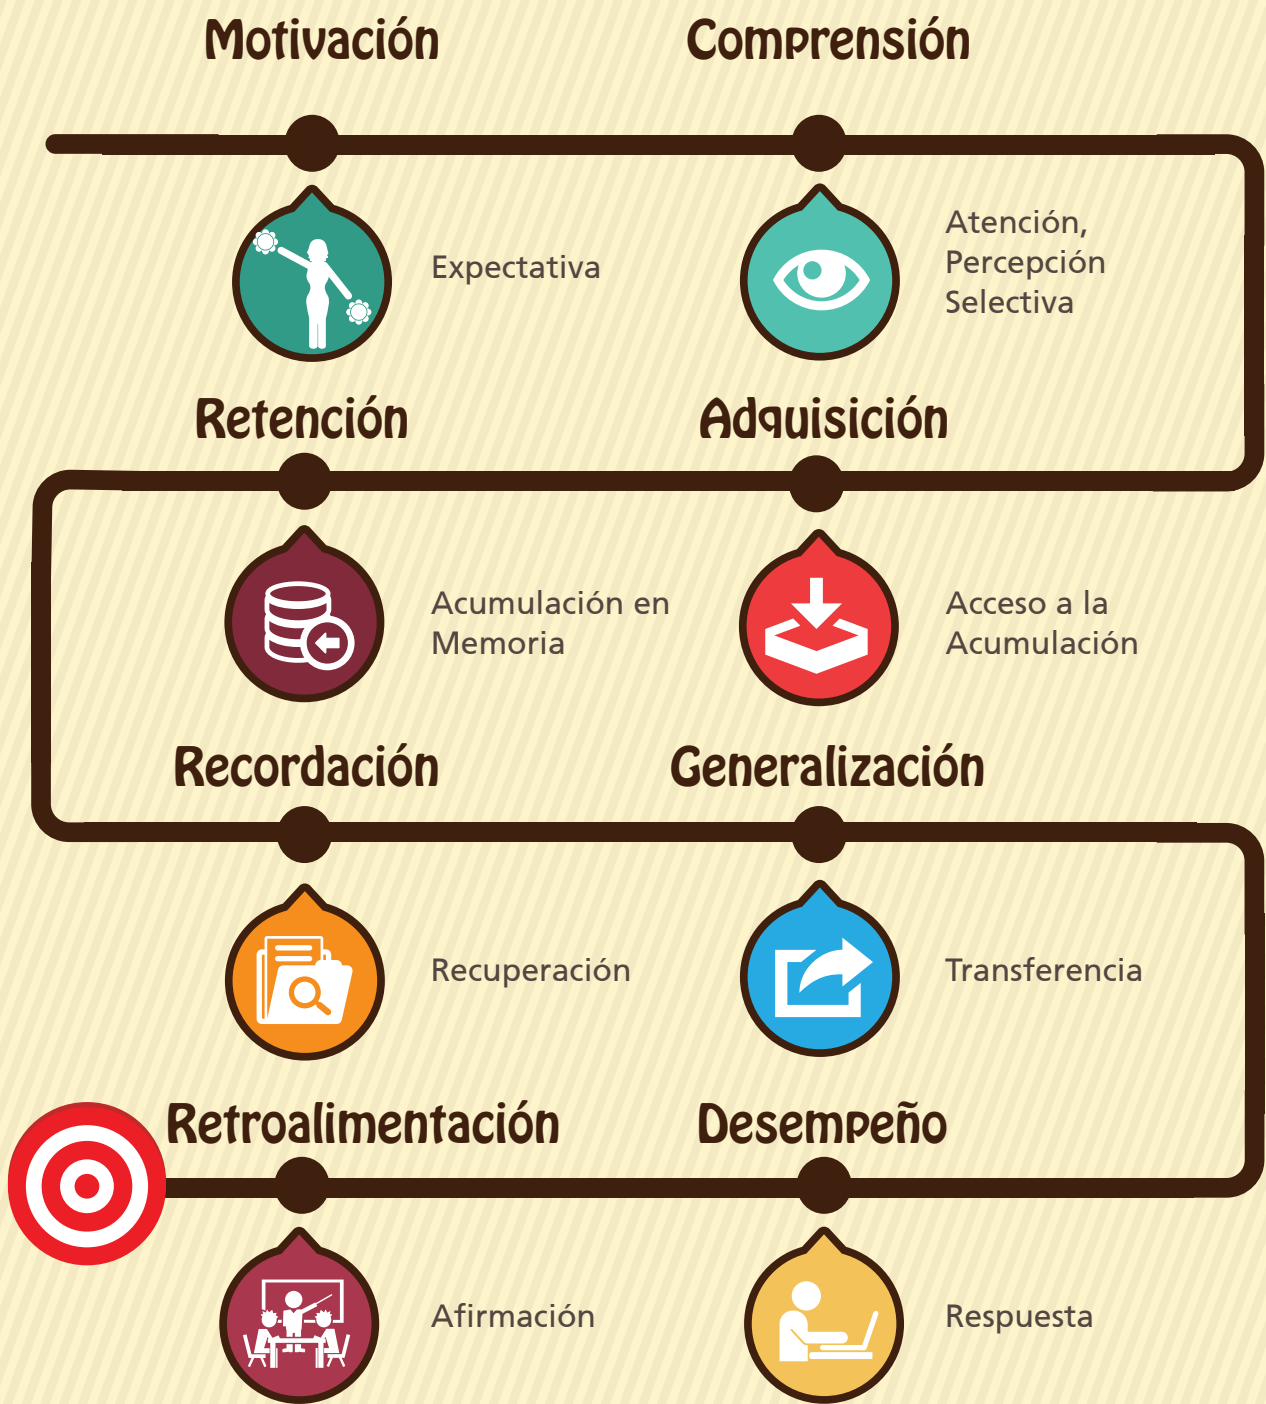 Motivación
Comprensión
Expectativa
Atención,
Percepción
Selectiva
Retención
Adquisición
Acumulación en
Memoria
Acceso a la
Acumulación
Recordación
Generalización
Recuperación
Transferencia
Retroalimentación
Desempeño
Afirmación
Respuesta